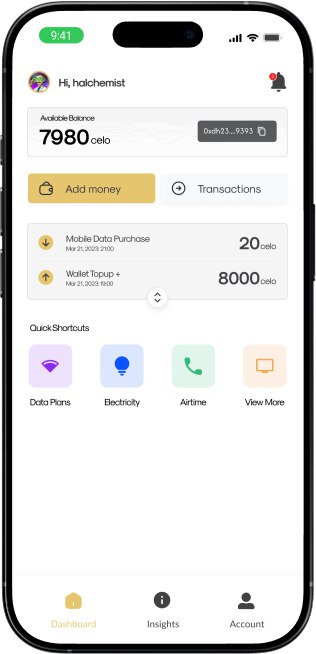 9:41
Hi, halchemist
Available Balance
7980 celo
0xdh23...9393
Add money
Transactions
Mobile Data Purchase
Mar 21, 2023; 21:00
20 celo
Wallet Topup +
Mar 21, 2023; 19:00
8000 celo
Quick Shortcuts
Data Plans
Electricity
Airtime
View More
Dashboard
Insights
Account